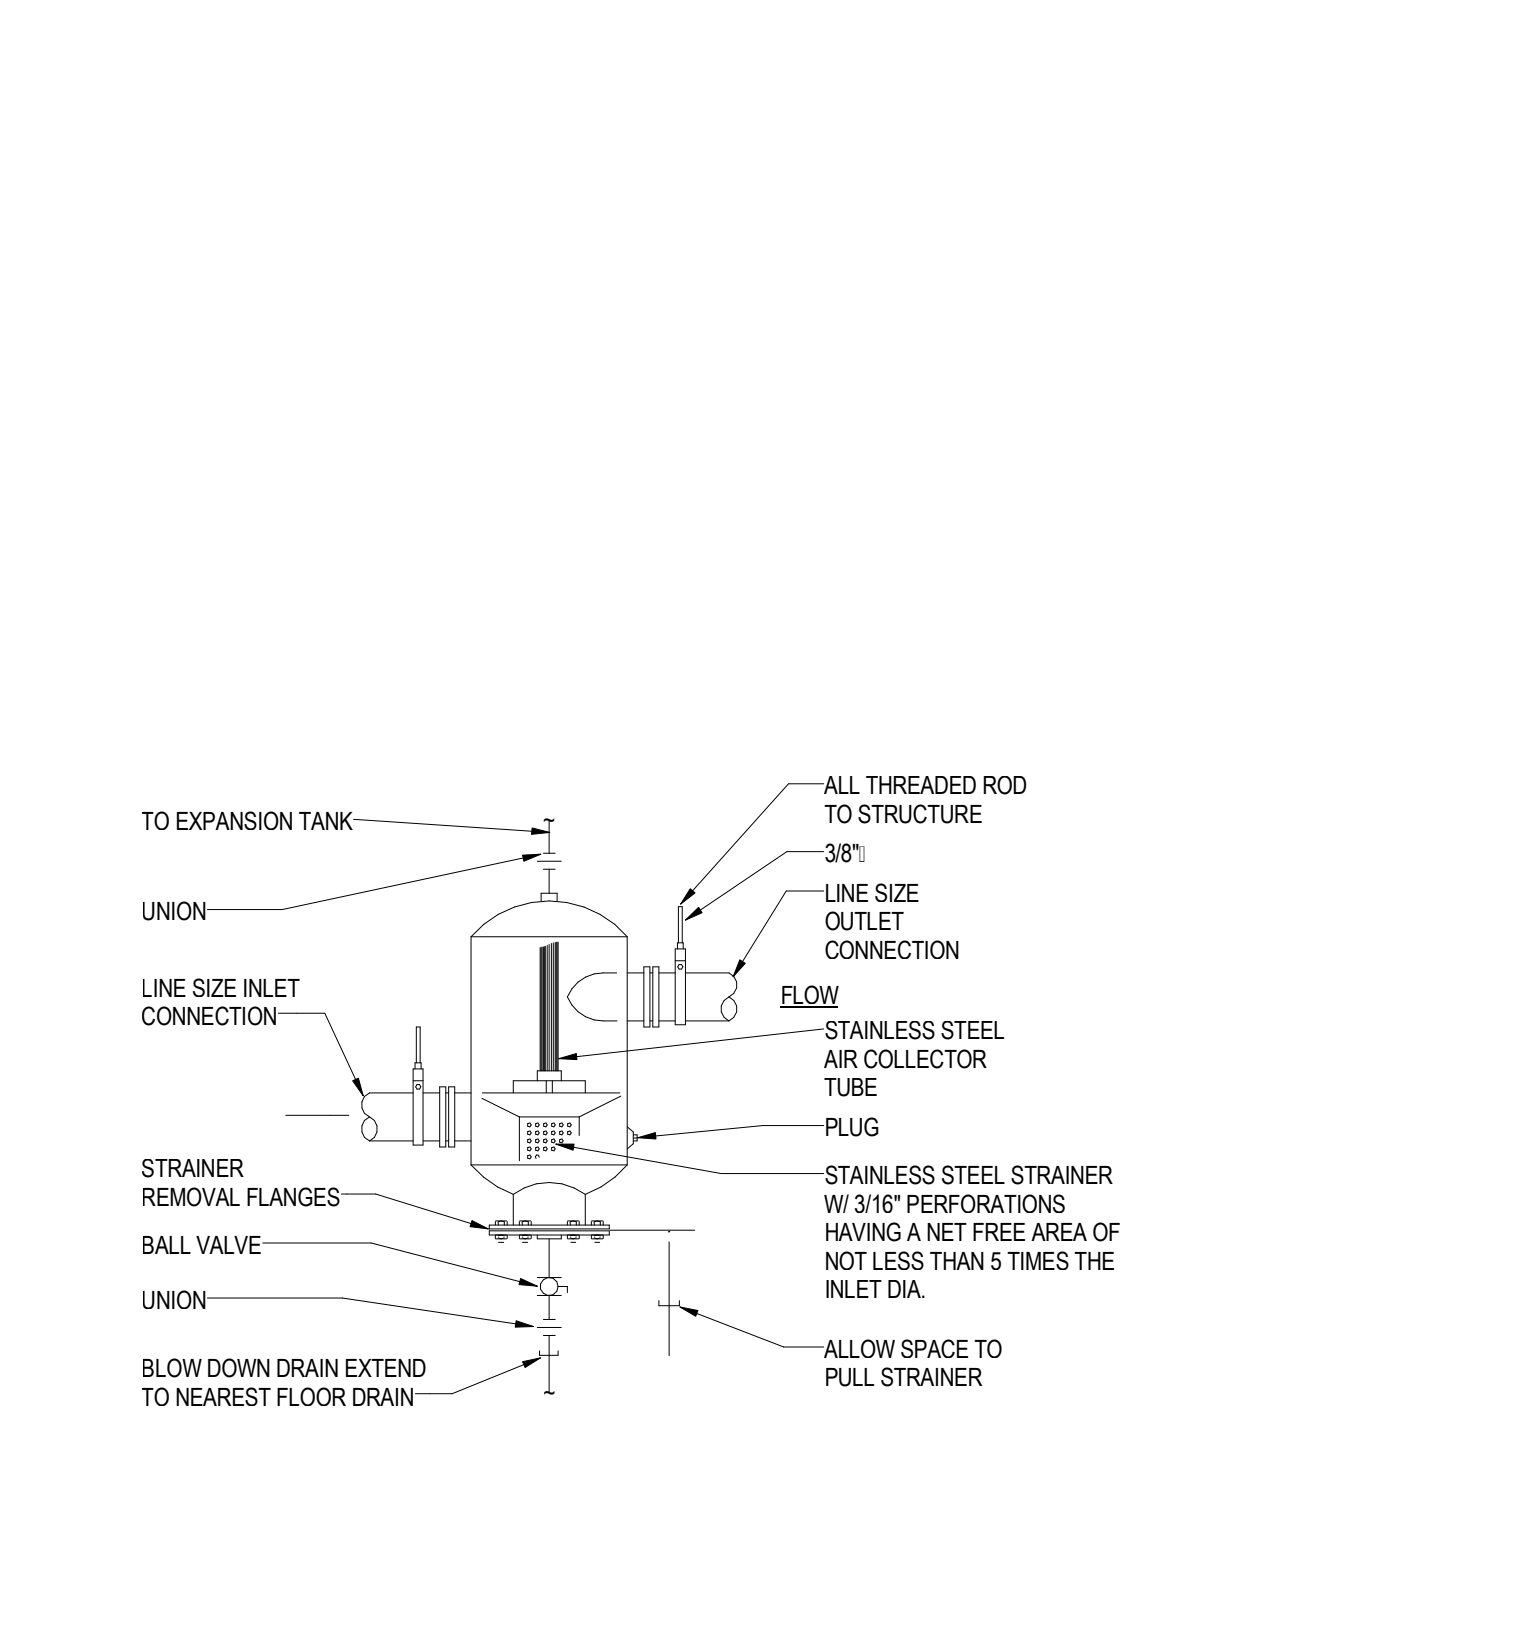 TO EXPANSION TANK
UNION
LINE SIZE INLET
CONNECTION
STRAINER
REMOVAL FLANGES
BALL VALVE
UNION
BLOW DOWN DRAIN EXTEND
TO NEAREST FLOOR DRAIN
ALL THREADED ROD
TO STRUCTURE
3/8"
LINE SIZE
OUTLET
CONNECTION
FLOW
STAINLESS STEEL
AIR COLLECTOR
TUBE
PLUG
STAINLESS STEEL STRAINER
W/ 3/16" PERFORATIONS
HAVING A NET FREE AREA OF
NOT LESS THAN 5 TIMES THE
INLET DIA.
ALLOW SPACE TO
PULL STRAINER